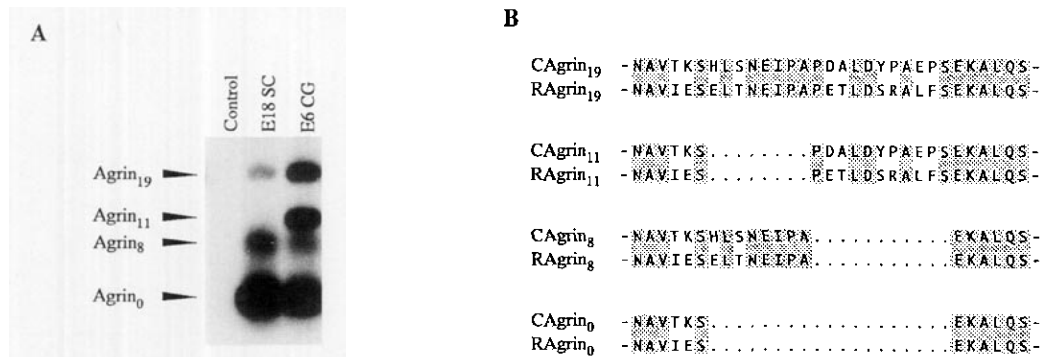 A
Control
E18 SC
E6 CG
Agrin₁₉
Agrin₁₁
Agrin₈
Agrin₀
B
CAgrin₁₉ -NAVTKSHLSNEIPAPDALDYPAEPSEKALQS-
RAgrin₁₉ -NAVIESELTNEIPAPETLDSRALFSEKALQS-
CAgrin₁₁ -NAVTKS........PDALDYPAEPSEKALQS-
RAgrin₁₁ -NAVIES........PETLDSRALFSEKALQS-
CAgrin₈ -NAVTKSHLSNEIPA...........EKALQS-
RAgrin₈ -NAVIESELTNEIPA...........EKALQS-
CAgrin₀ -NAVTKS...................EKALQS-
RAgrin₀ -NAVIES...................EKALQS-